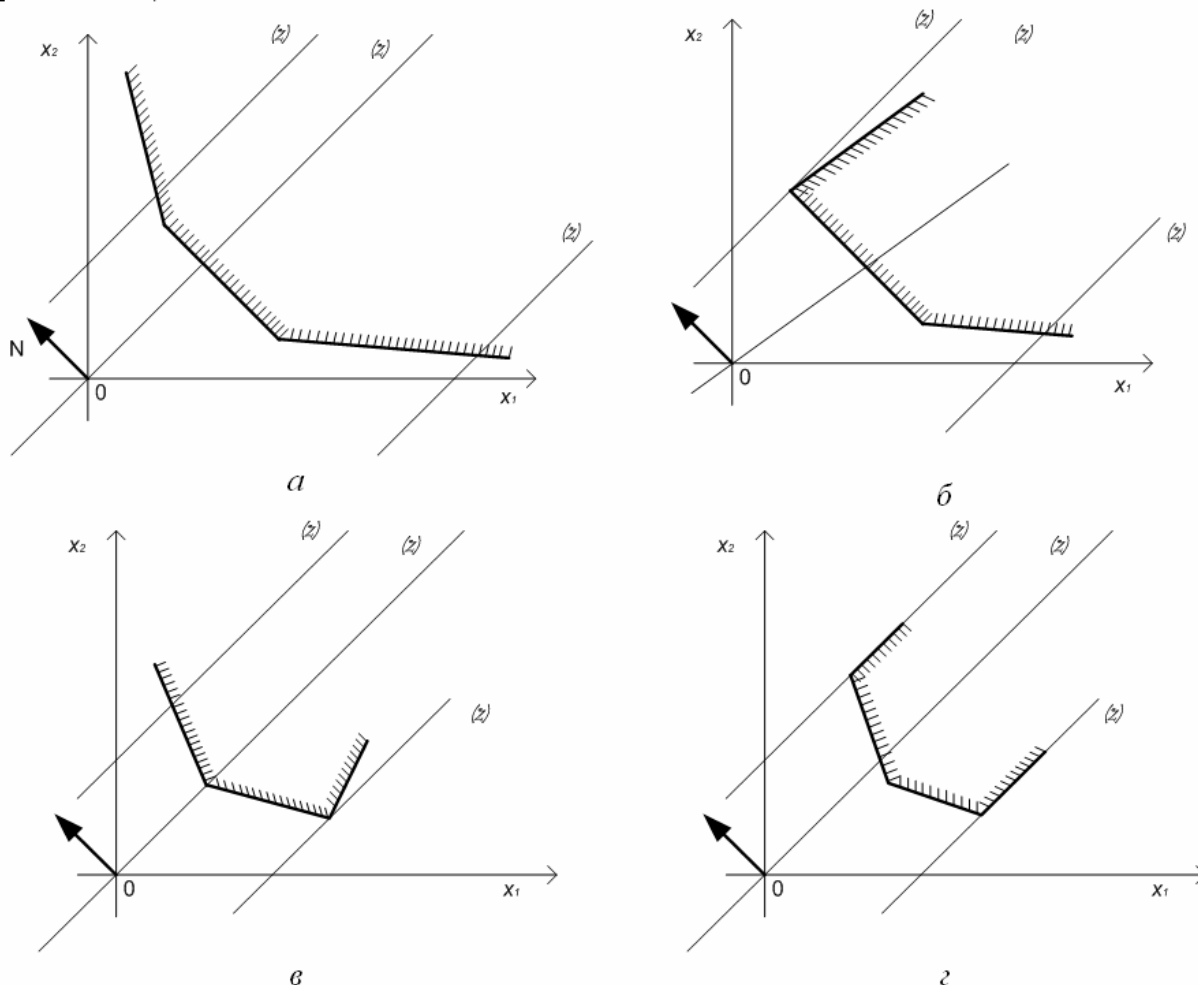 x₂ (z) (z)
(z)
N
0
x₁
а
x₂ (z) (z)
(z)
0
x₁
б
x₂ (z) (z)
(z)
0
x₁
в
x₂ (z) (z)
(z)
0
x₁
г